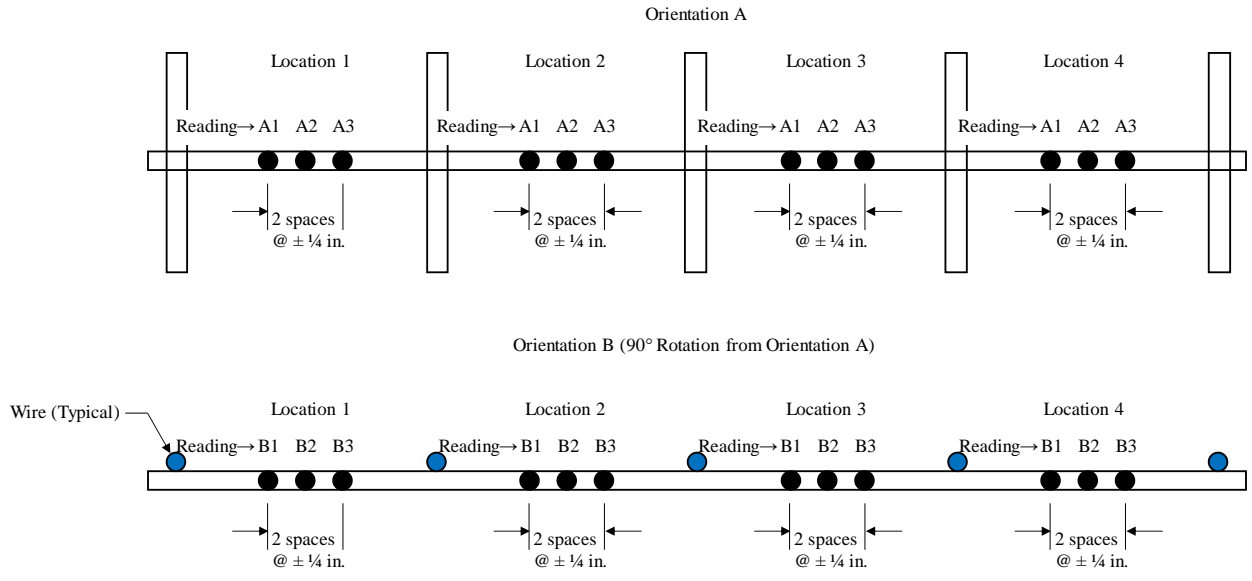 Orientation A
Location 1 Location 2 Location 3 Location 4
Reading→ A1 A2 A3 Reading→ A1 A2 A3 Reading→ A1 A2 A3 Reading→ A1 A2 A3
2 spaces 2 spaces 2 spaces 2 spaces
@ ± ¼ in. @ ± ¼ in. @ ± ¼ in. @ ± ¼ in.
Orientation B (90° Rotation from Orientation A)
Wire (Typical) Location 1 Location 2 Location 3 Location 4
Reading→ B1 B2 B3 Reading→ B1 B2 B3 Reading→ B1 B2 B3 Reading→ B1 B2 B3
2 spaces 2 spaces 2 spaces 2 spaces
@ ± ¼ in. @ ± ¼ in. @ ± ¼ in. @ ± ¼ in.